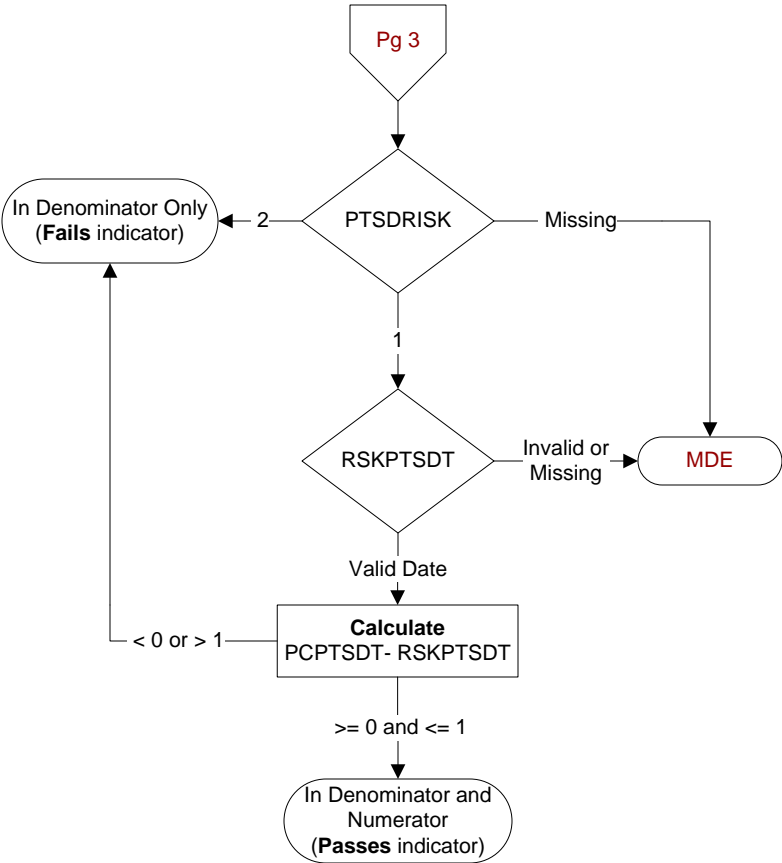 Pg 3
PTSDRISK
In Denominator Only
(Fails indicator)
2
Missing
1
RSKPTSDT
Invalid or
Missing
MDE
Valid Date
Calculate
PCPTSDT- RSKPTSDT
< 0 or > 1
>= 0 and <= 1
In Denominator and
Numerator
(Passes indicator)